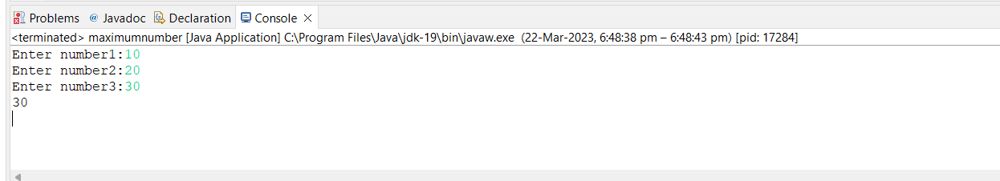 Problems @ Javadoc Declaration Console
<terminated> maximumnumber [Java Application] C:\Program Files\Java\jdk-19\bin\javaw.exe (22-Mar-2023, 6:48:38 pm – 6:48:43 pm) [pid: 17284]
Enter number1:10
Enter number2:20
Enter number3:30
30